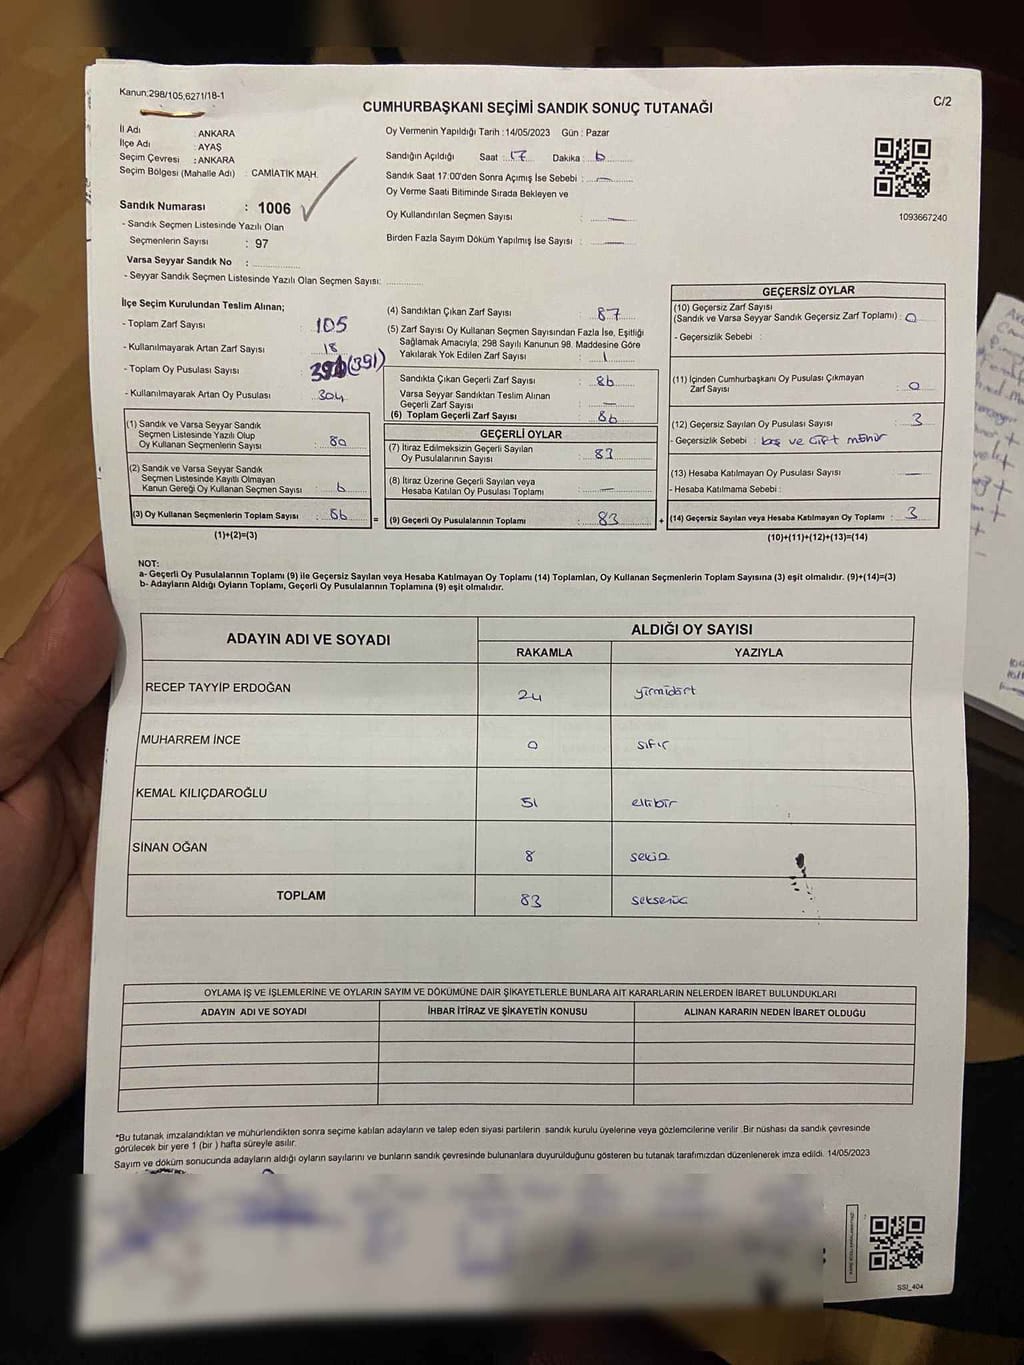 Kanun:298/105,6271/18-1
CUMHURBAŞKANI SEÇİMİ SANDIK SONUÇ TUTANAĞI
C/2
İl Adı : ANKARA
İlçe Adı : AYAŞ
Seçim Çevresi : ANKARA
Seçim Bölgesi (Mahalle Adı) : CAMİATİK MAH.
Sandık Numarası : 1006
- Sandık Seçmen Listesinde Yazılı Olan
Seçmenlerin Sayısı : 97
Varsa Seyyar Sandık No :
- Seyyar Sandık Seçmen Listesinde Yazılı Olan Seçmen Sayısı:
Oy Vermenin Yapıldığı Tarih :14/05/2023 Gün : Pazar
Sandığın Açıldığı Saat : 17 Dakika : 6
Sandık Saat 17:00'den Sonra Açımış İse Sebebi : —
Oy Verme Saati Bitiminde Sırada Bekleyen ve
Oy Kullandırılan Seçmen Sayısı : —
Birden Fazla Sayım Döküm Yapılmış İse Sayısı : —
1093667240
İlçe Seçim Kurulundan Teslim Alınan;
- Toplam Zarf Sayısı : 105
- Kullanılmayarak Artan Zarf Sayısı : 18
- Toplam Oy Pusulası Sayısı : (391)
- Kullanılmayarak Artan Oy Pusulası : 304
(1) Sandık ve Varsa Seyyar Sandık
Seçmen Listesinde Yazılı Olup
Oy Kullanan Seçmenlerin Sayısı : 80
(2) Sandık ve Varsa Seyyar Sandık
Seçmen Listesinde Kayıtlı Olmayan
Kanun Gereği Oy Kullanan Seçmen Sayısı : 6
(3) Oy Kullanan Seçmenlerin Toplam Sayısı : 86
(1)+(2)=(3)
(4) Sandıktan Çıkan Zarf Sayısı : 87
(5) Zarf Sayısı Oy Kullanan Seçmen Sayısından Fazla İse, Eşitliği
Sağlamak Amacıyla, 298 Sayılı Kanunun 98. Maddesine Göre
Yakılarak Yok Edilen Zarf Sayısı : 1
Sandıkta Çıkan Geçerli Zarf Sayısı : 86
Varsa Seyyar Sandıktan Teslim Alınan
Geçerli Zarf Sayısı : —
(6) Toplam Geçerli Zarf Sayısı : 86
GEÇERLİ OYLAR
(7) İtiraz Edilmeksizin Geçerli Sayılan
Oy Pusulalarının Sayısı : 83
(8) İtiraz Üzerine Geçerli Sayılan veya
Hesaba Katılan Oy Pusulası Toplamı : —
= (9) Geçerli Oy Pusulalarının Toplamı : 83
GEÇERSİZ OYLAR
(10) Geçersiz Zarf Sayısı
(Sandık ve Varsa Seyyar Sandık Geçersiz Zarf Toplamı) : 0
- Geçersizlik Sebebi :
(11) İçinden Cumhurbaşkanı Oy Pusulası Çıkmayan
Zarf Sayısı : 0
(12) Geçersiz Sayılan Oy Pusulası Sayısı : 3
- Geçersizlik Sebebi : boş ve çift mühür
(13) Hesaba Katılmayan Oy Pusulası Sayısı : —
- Hesaba Katılmama Sebebi :
+ (14) Geçersiz Sayılan veya Hesaba Katılmayan Oy Toplamı : 3
(10)+(11)+(12)+(13)=(14)
NOT:
a- Geçerli Oy Pusulalarının Toplamı (9) ile Geçersiz Sayılan veya Hesaba Katılmayan Oy Toplamı (14) Toplamları, Oy Kullanan Seçmenlerin Toplam Sayısına (3) eşit olmalıdır. (9)+(14)=(3)
b- Adayların Aldığı Oyların Toplamı, Geçerli Oy Pusulalarının Toplamına (9) eşit olmalıdır.
ADAYIN ADI VE SOYADI
ALDIĞI OY SAYISI
RAKAMLA YAZIYLA
RECEP TAYYİP ERDOĞAN 24 yirmidört
MUHARREM İNCE 0 sıfır
KEMAL KILIÇDAROĞLU 51 ellibir
SİNAN OĞAN 8 sekiz
TOPLAM 83 seksenüç
OYLAMA İŞ VE İŞLEMLERİNE VE OYLARIN SAYIM VE DÖKÜMÜNE DAİR ŞİKAYETLERLE BUNLARA AİT KARARLARIN NELERDEN İBARET BULUNDUKLARI
ADAYIN ADI VE SOYADI İHBAR İTİRAZ VE ŞİKAYETİN KONUSU ALINAN KARARIN NEDEN İBARET OLDUĞU
*Bu tutanak imzalandıktan ve mühürlendikten sonra seçime katılan adayların ve talep eden siyasi partilerin sandık kurulu üyelerine veya gözlemcilerine verilir. Bir nüshası da sandık çevresinde
görülecek bir yere 1 (bir ) hafta süreyle asılır.
Sayım ve döküm sonucunda adayların aldığı oyların sayılarını ve bunların sandık çevresinde bulunanlara duyurulduğunu gösteren bu tutanak tarafımızdan düzenlenerek imza edildi. 14/05/2023
SSİ_404